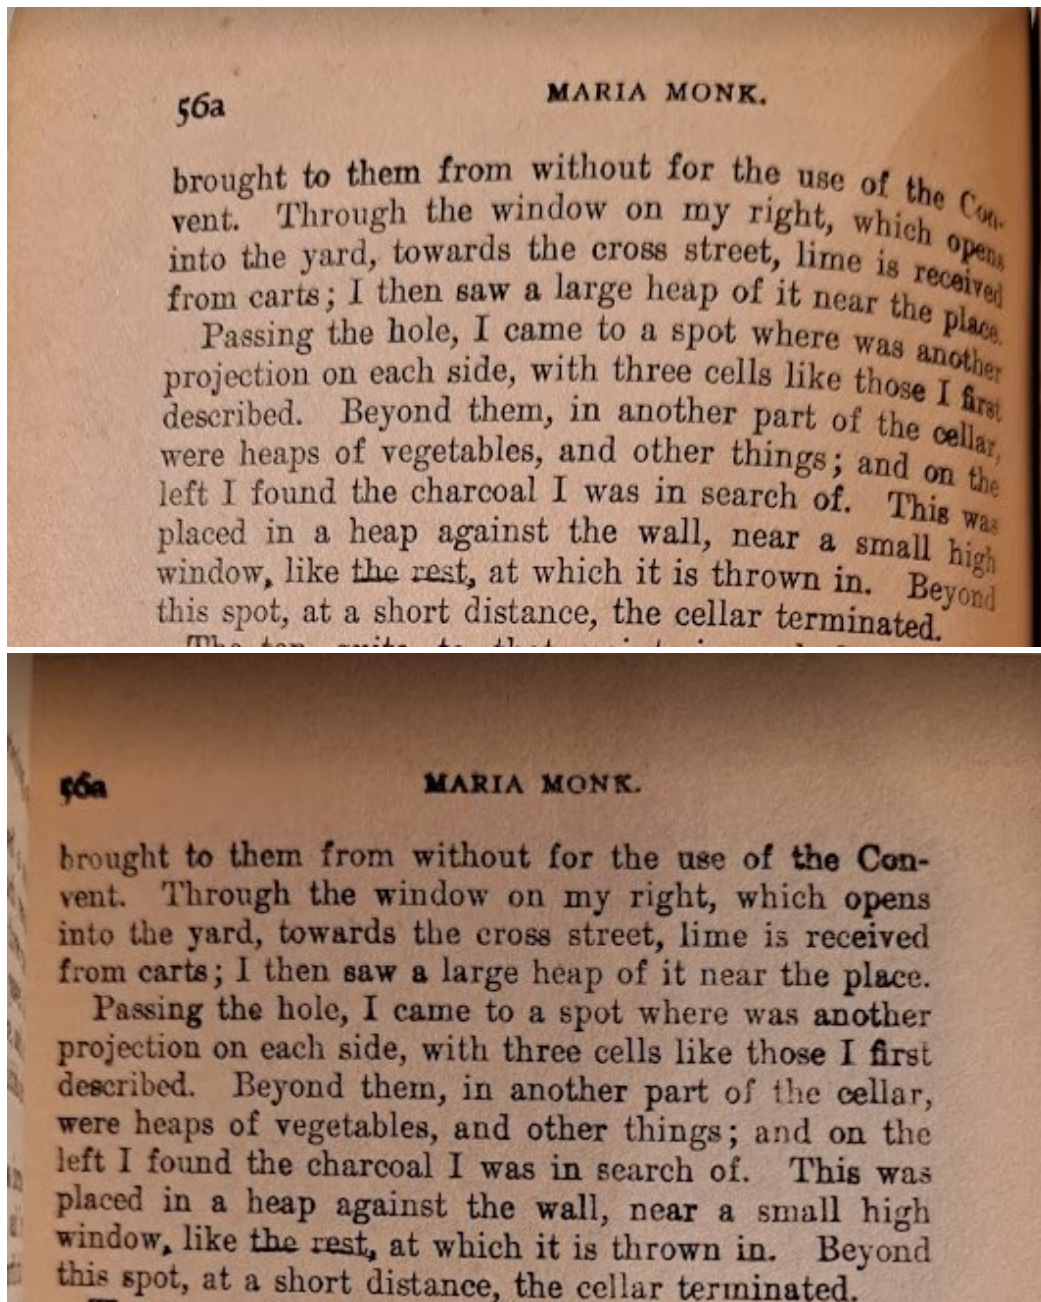 56a MARIA MONK.
brought to them from without for the use of the Con-
vent. Through the window on my right, which opens
into the yard, towards the cross street, lime is received
from carts; I then saw a large heap of it near the place.
Passing the hole, I came to a spot where was another
projection on each side, with three cells like those I first
described. Beyond them, in another part of the cellar,
were heaps of vegetables, and other things; and on the
left I found the charcoal I was in search of. This was
placed in a heap against the wall, near a small high
window, like the rest, at which it is thrown in. Beyond
this spot, at a short distance, the cellar terminated.
56a MARIA MONK.
brought to them from without for the use of the Con-
vent. Through the window on my right, which opens
into the yard, towards the cross street, lime is received
from carts; I then saw a large heap of it near the place.
Passing the hole, I came to a spot where was another
projection on each side, with three cells like those I first
described. Beyond them, in another part of the cellar,
were heaps of vegetables, and other things; and on the
left I found the charcoal I was in search of. This was
placed in a heap against the wall, near a small high
window, like the rest, at which it is thrown in. Beyond
this spot, at a short distance, the cellar terminated.